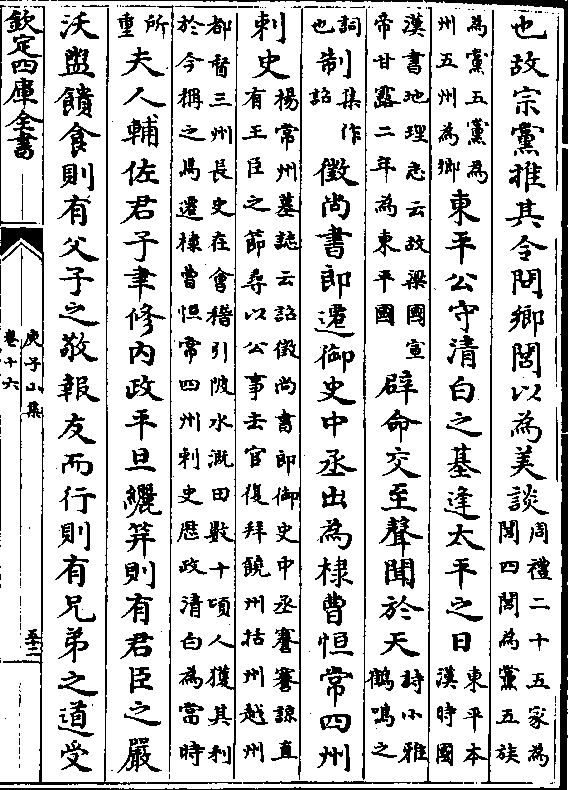 也故宗黨推其令問鄉閭以為美談周禮二十五家為
閭四閭為黨五族
為黨五黨為
州五州為鄉東平公守清白之基逢太平之日東平本
漢時國
漢書地理志云故梁國宣
帝甘露二年為東平國辟命交至聲聞於天詩小雅
鶴鳴之
詞
也制集作
詔徵尚書郎遷御史中丞出為棣曹恒常四州
刺史楊常州墓誌云詔徵尚書郎御史中丞謇謇諒直
有王臣之節尋以公事去官復拜饒州括州越州
都督三州長史在會稽引陂水溉田數十頃人獲其利
於今稱之焉遷棣曹恒常四州刺史歷政清白為當時
所
重夫人輔佐君子聿修內政平旦纚笄則有君臣之嚴
沃盥饋食則有父子之敬報友而行則有兄弟之道受
欽定四庫全書
庾子山集
卷十六
五十二